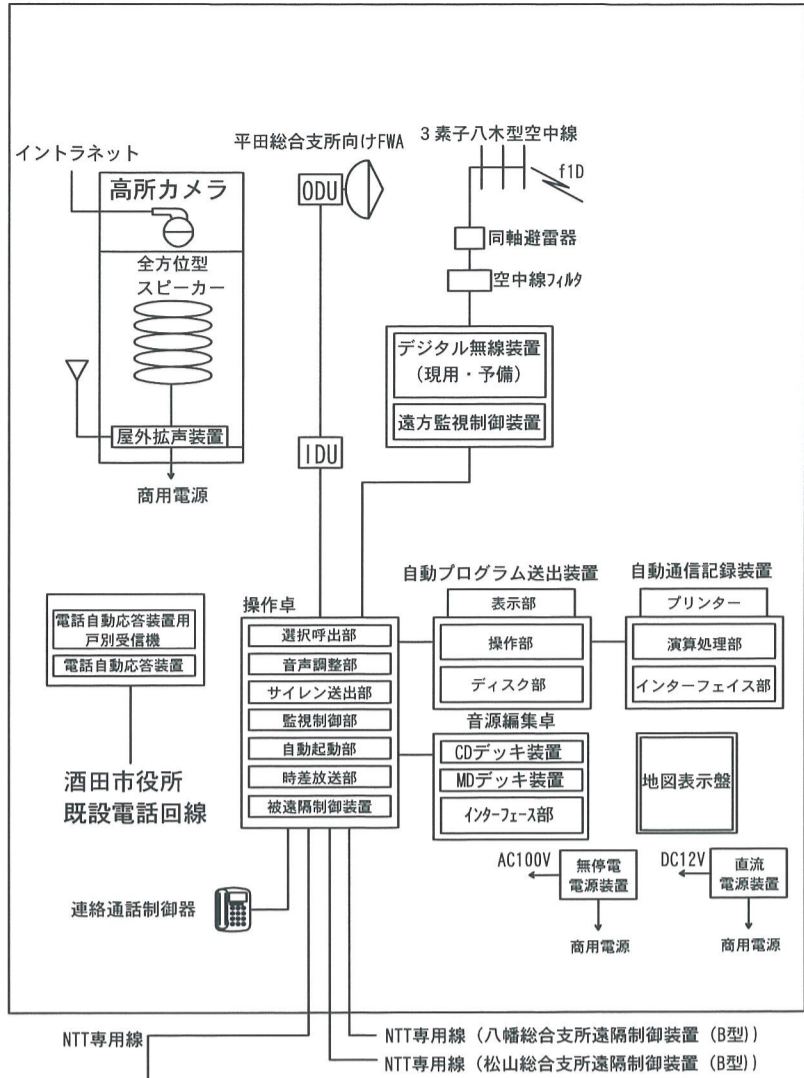 平田総合支所向けFWA
3素子八木型空中線
イントラネット
高所カメラ
ODU
f1D
同軸避雷器
空中線フィルタ
全方位型
スピーカー
デジタル無線装置
(現用・予備)
遠方監視制御装置
屋外拡声装置
IDU
商用電源
自動プログラム送出装置
自動通信記録装置
操作卓
表示部
プリンター
電話自動応答装置用
戸別受信機
電話自動応答装置
選択呼出部
音声調整部
サイレン送出部
監視制御部
自動起動部
時差放送部
被遠隔制御装置
操作部
ディスク部
演算処理部
インターフェイス部
音源編集卓
CDデッキ装置
MDデッキ装置
インターフェース部
地図表示盤
酒田市役所
既設電話回線
AC100V
無停電
電源装置
DC12V
直流
電源装置
商用電源
商用電源
連絡通話制御器
NTT専用線
NTT専用線(八幡総合支所遠隔制御装置(B型))
NTT専用線(松山総合支所遠隔制御装置(B型))